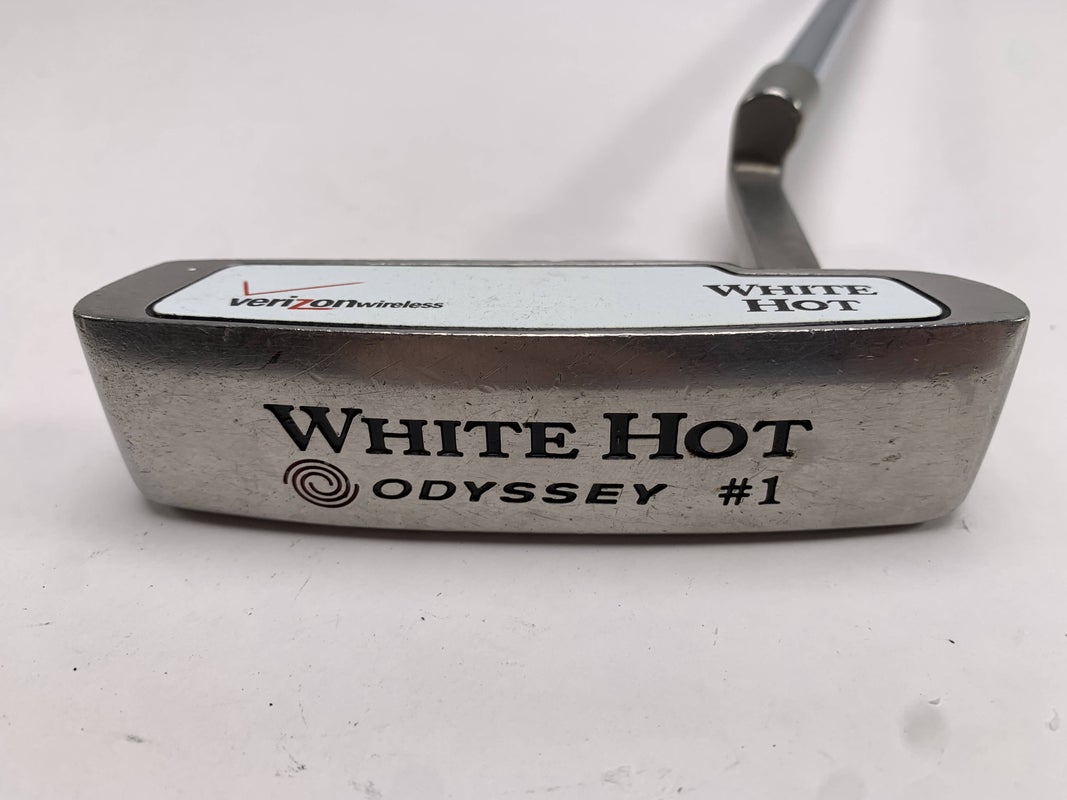 verizonwireless
WHITE
HOT
WHITE HOT
ODYSSEY #1